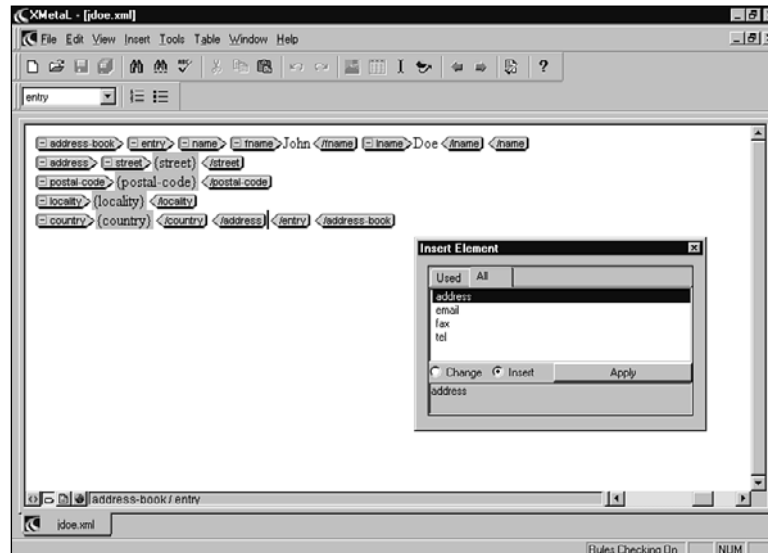 XMetaL - [jdoe.xml]
File Edit View Insert Tools Table Window Help
entry
address-book entry name fname John /fname lname Doe /lname /name
address street (street) /street
postal-code (postal-code) /postal-code
locality (locality) /locality
country (country) /country /address /entry /address-book
Insert Element
Used All
address
email
fax
tel
Change Insert Apply
address
address-book / entry
jdoe.xml
Rules Checking On NUM